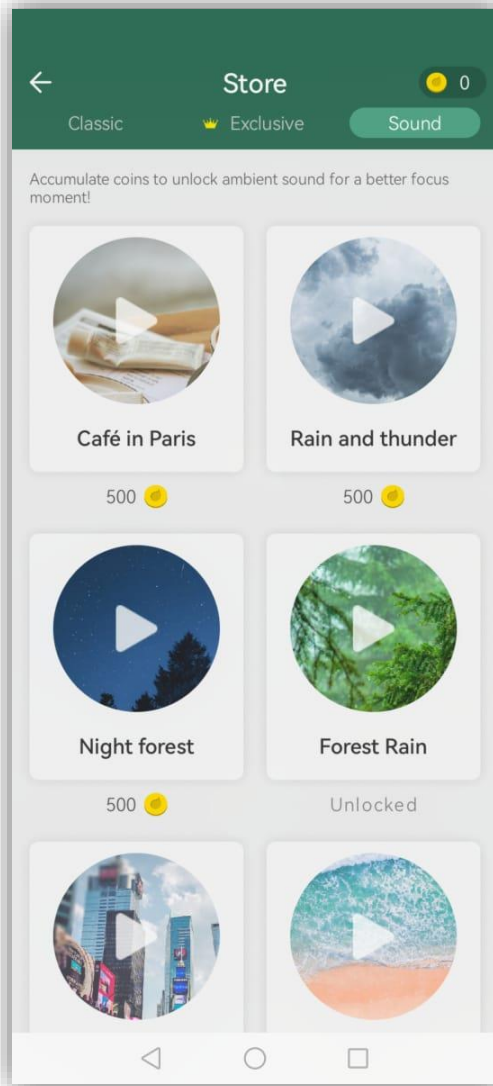 Store
0
Classic
Exclusive
Sound
Accumulate coins to unlock ambient sound for a better focus
moment!
Café in Paris
Rain and thunder
500
500
Night forest
Forest Rain
500
Unlocked